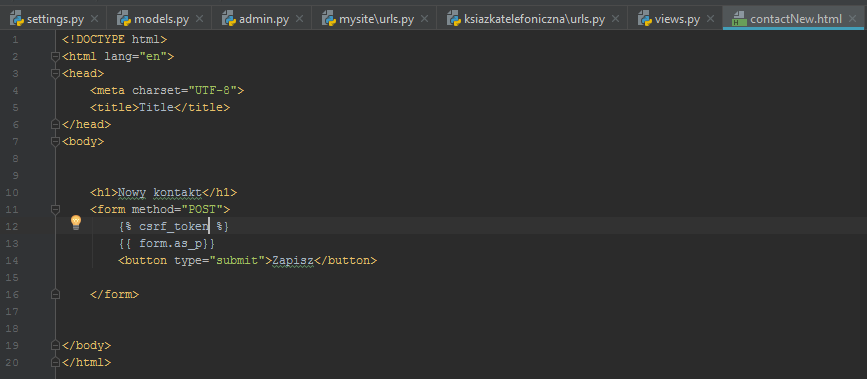 settings.py models.py admin.py mysite\urls.py ksiazkatelefoniczna\urls.py views.py contactNew.html
1 <!DOCTYPE html>
2 <html lang="en">
3 <head>
4 <meta charset="UTF-8">
5 <title>Title</title>
6 </head>
7 <body>
8
9
10 <h1>Nowy kontakt</h1>
11 <form method="POST">
12 {% csrf_token %}
13 {{ form.as_p}}
14 <button type="submit">Zapisz</button>
15
16 </form>
17
18
19 </body>
20 </html>